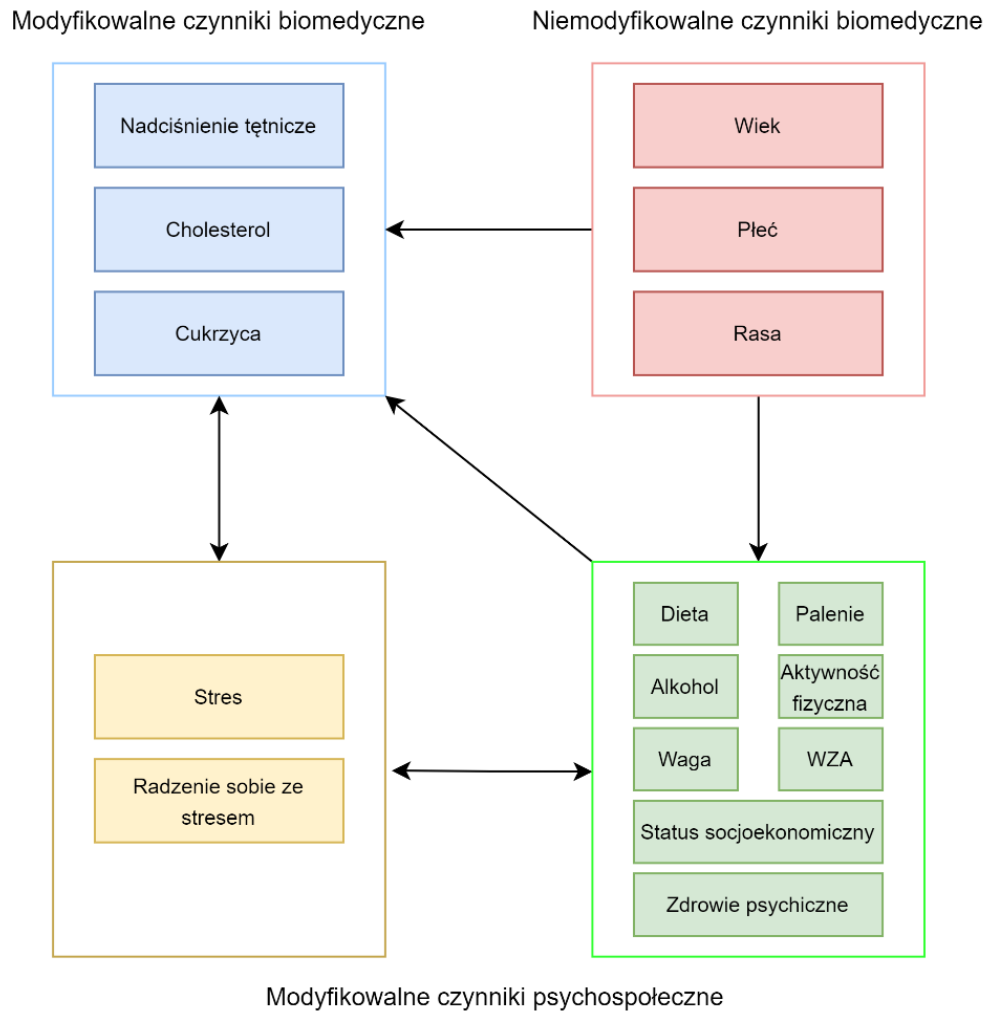 Modyfikowalne czynniki biomedyczne
Niemodyfikowalne czynniki biomedyczne
Nadciśnienie tętnicze
Cholesterol
Cukrzyca
Wiek
Płeć
Rasa
Stres
Radzenie sobie ze
stresem
Dieta
Palenie
Alkohol
Aktywność
fizyczna
Waga
WZA
Status socjoekonomiczny
Zdrowie psychiczne
Modyfikowalne czynniki psychospołeczne